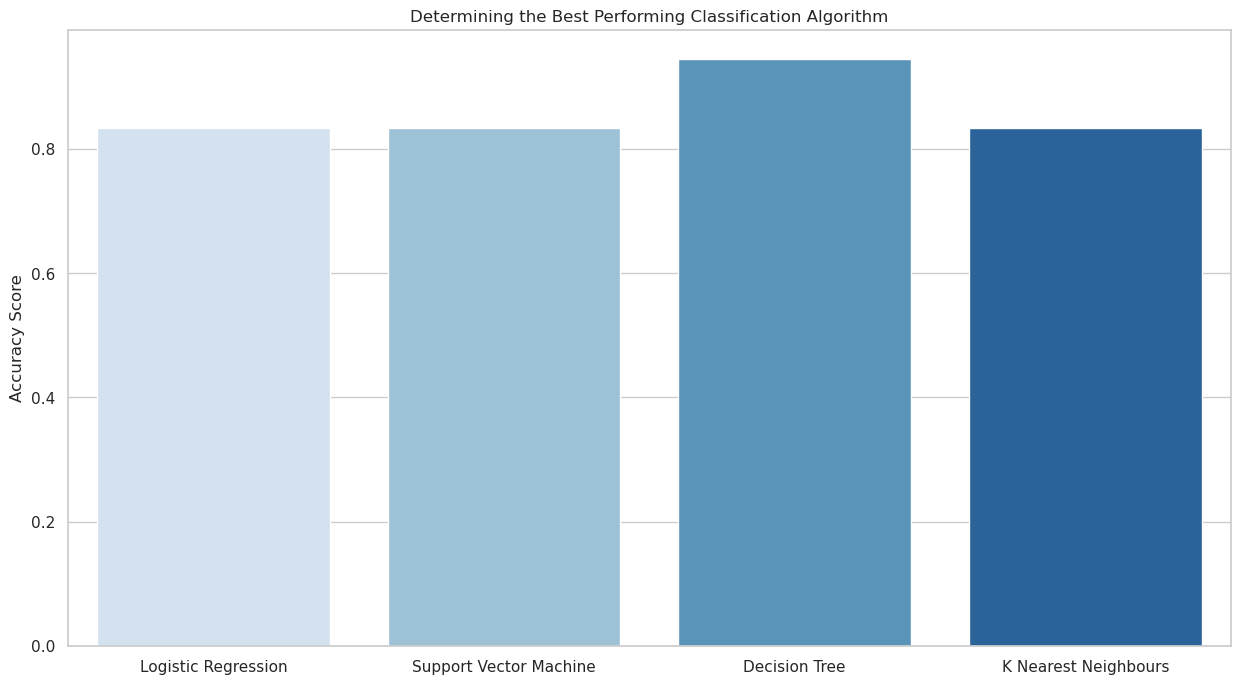 Determining the Best Performing Classification Algorithm
Accuracy Score
0.8
0.6
0.4
0.2
0.0
Logistic Regression
Support Vector Machine
Decision Tree
K Nearest Neighbours